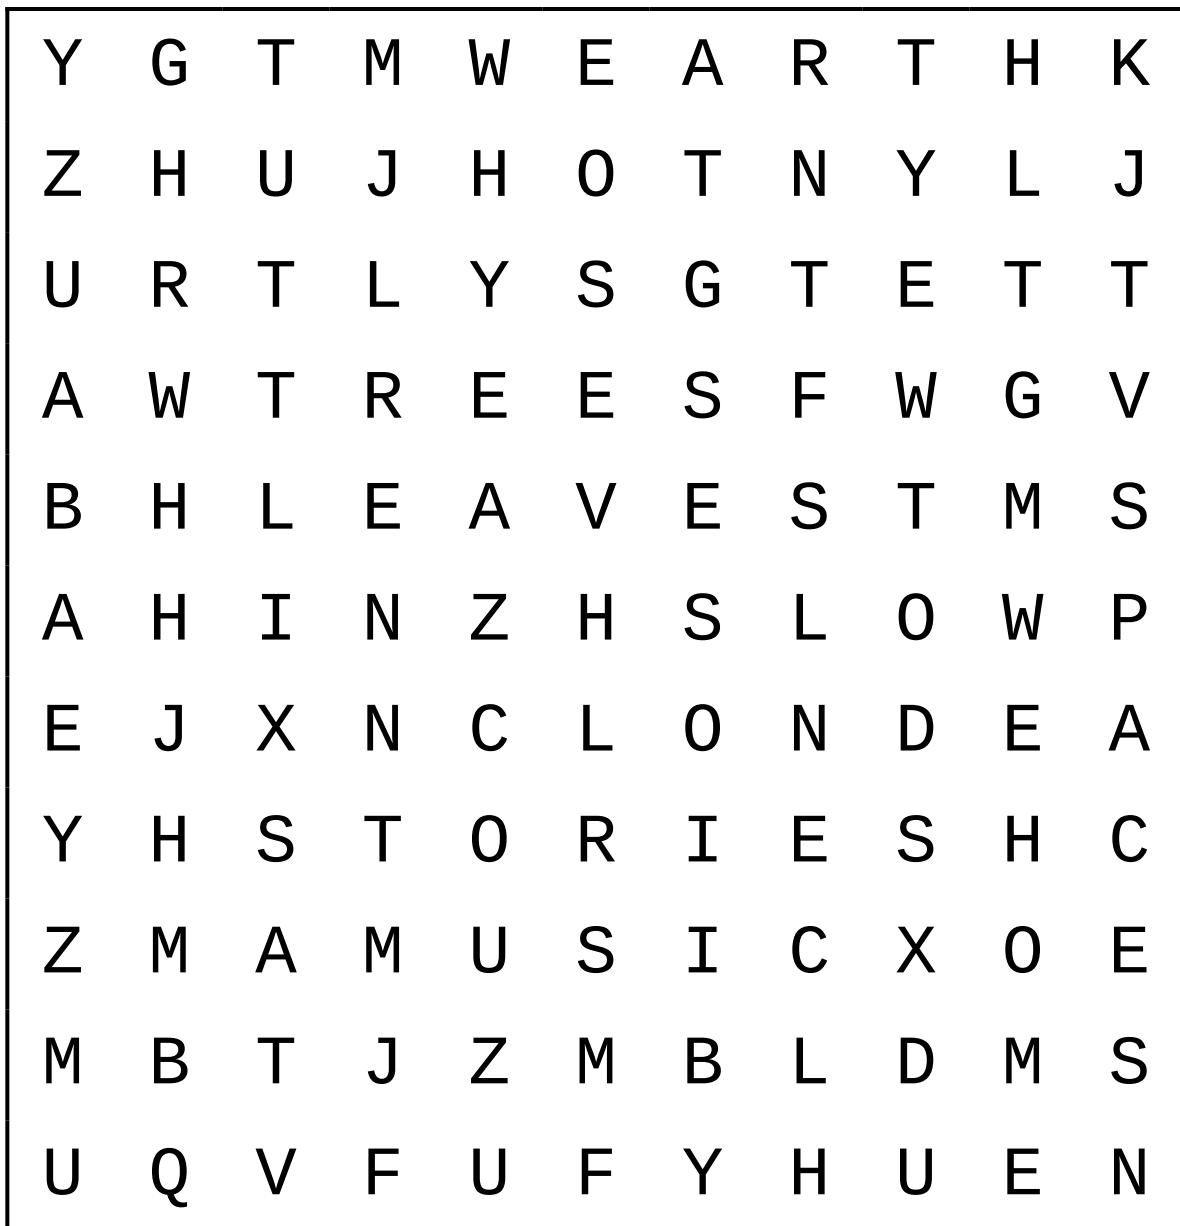 Y G T M W E A R T H K
Z H U J H O T N Y L J
U R T L Y S G T E T T
A W T R E E S F W G V
B H L E A V E S T M S
A H I N Z H S L O W P
E J X N C L O N D E A
Y H S T O R I E S H C
Z M A M U S I C X O E
M B T J Z M B L D M S
U Q V F U F Y H U E N